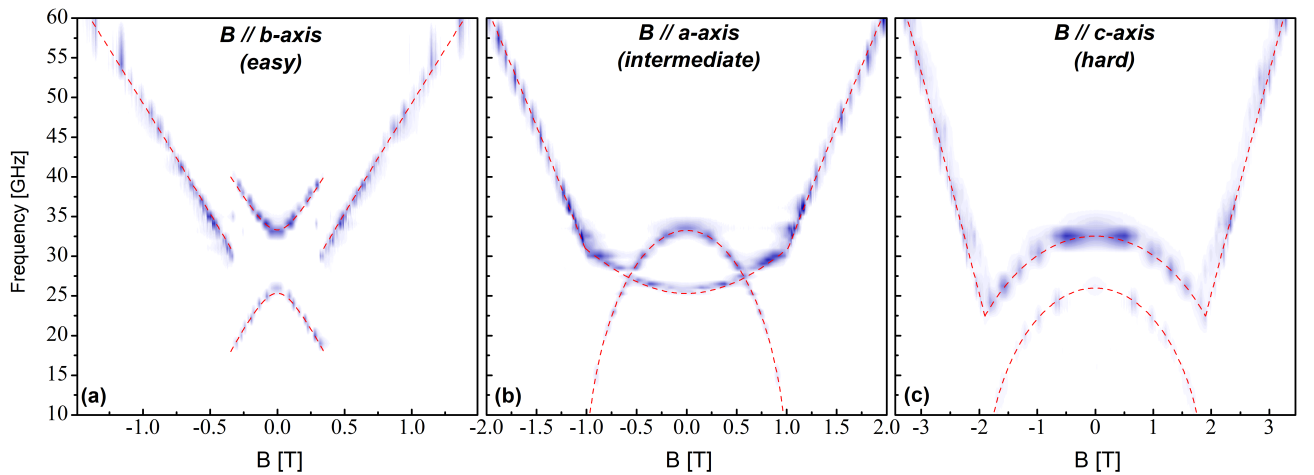 B // b-axis
(easy)
B // a-axis
(intermediate)
B // c-axis
(hard)
Frequency [GHz]
60
55
50
45
40
35
30
25
20
15
10
(a)
(b)
(c)
-1.0 -0.5 0.0 0.5 1.0
-2.0 -1.5 -1.0 -0.5 0.0 0.5 1.0 1.5 2.0
-3 -2 -1 0 1 2 3
B [T]
B [T]
B [T]